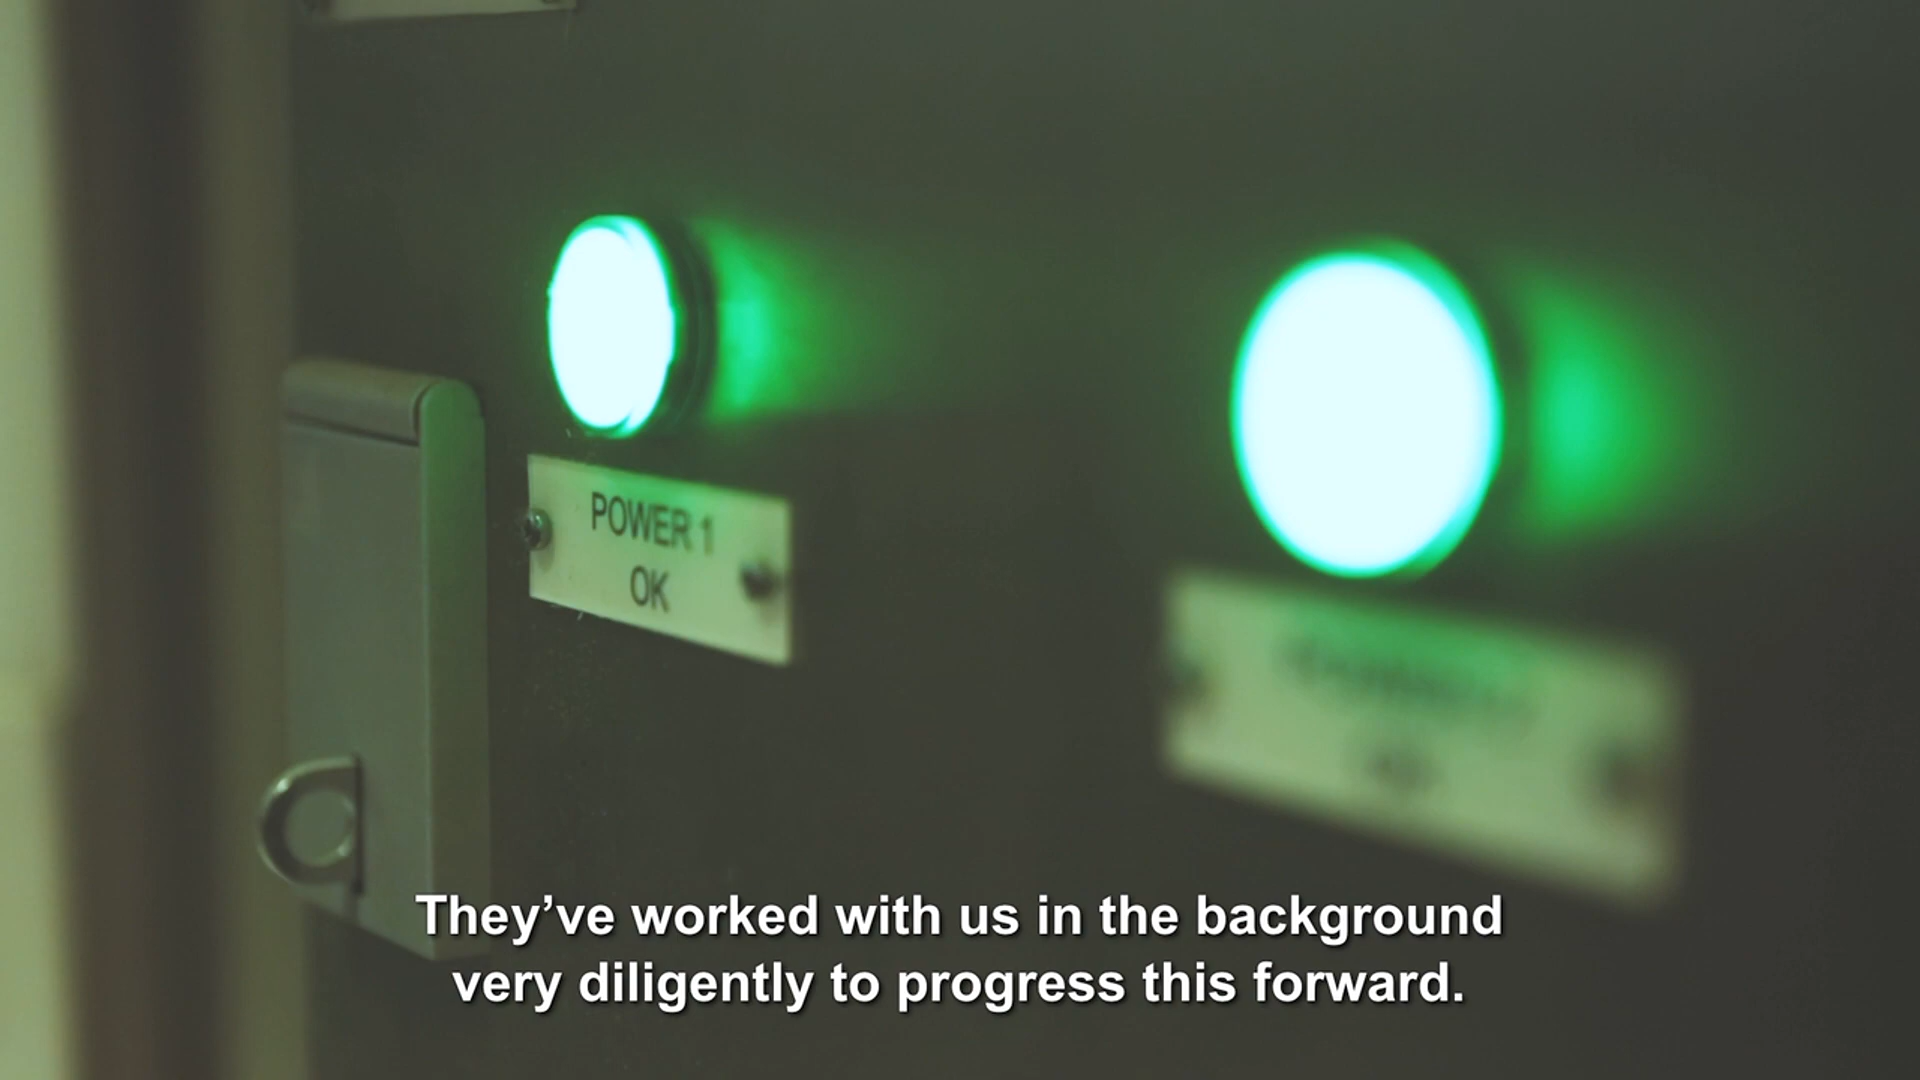 POWER 1
OK
They’ve worked with us in the background
very diligently to progress this forward.